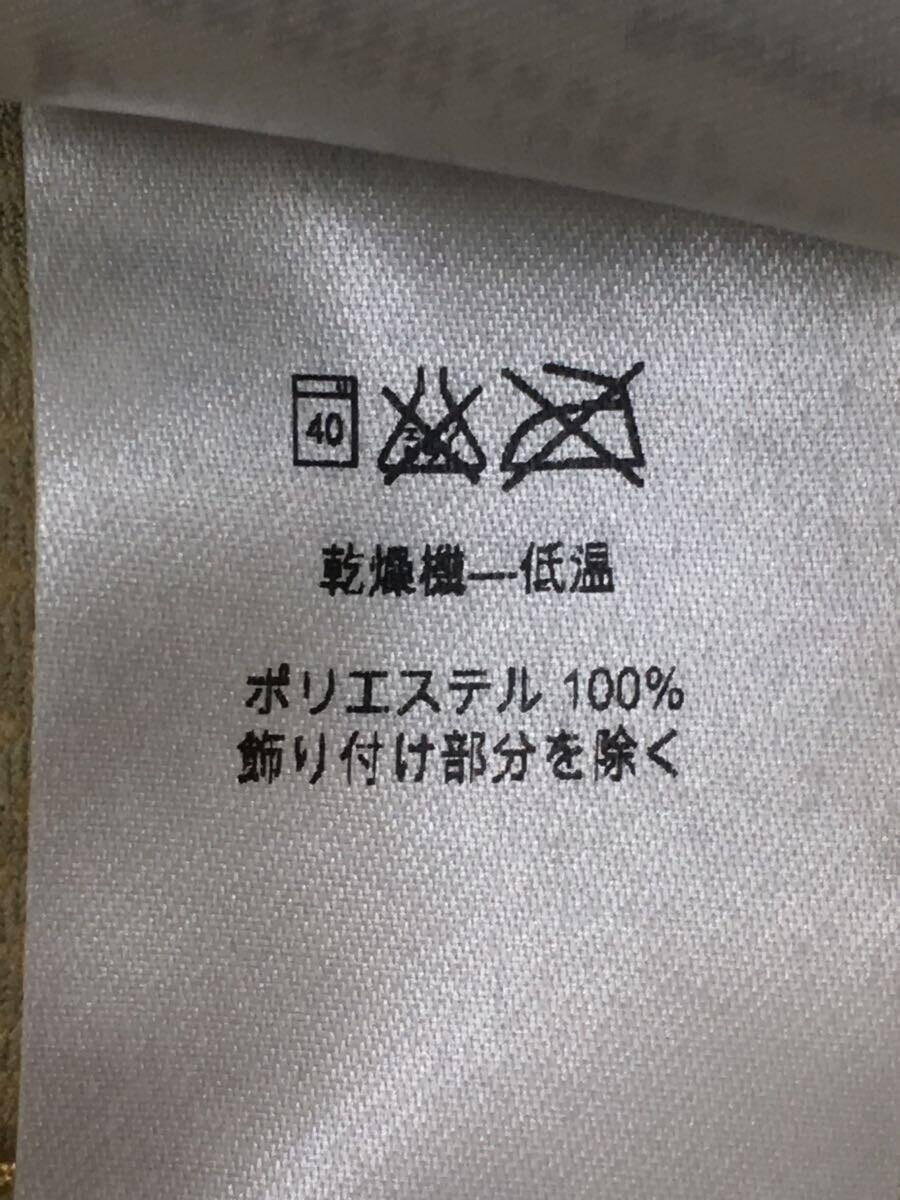 40
乾燥機—低温
ポリエステル 100%
飾り付け部分を除く